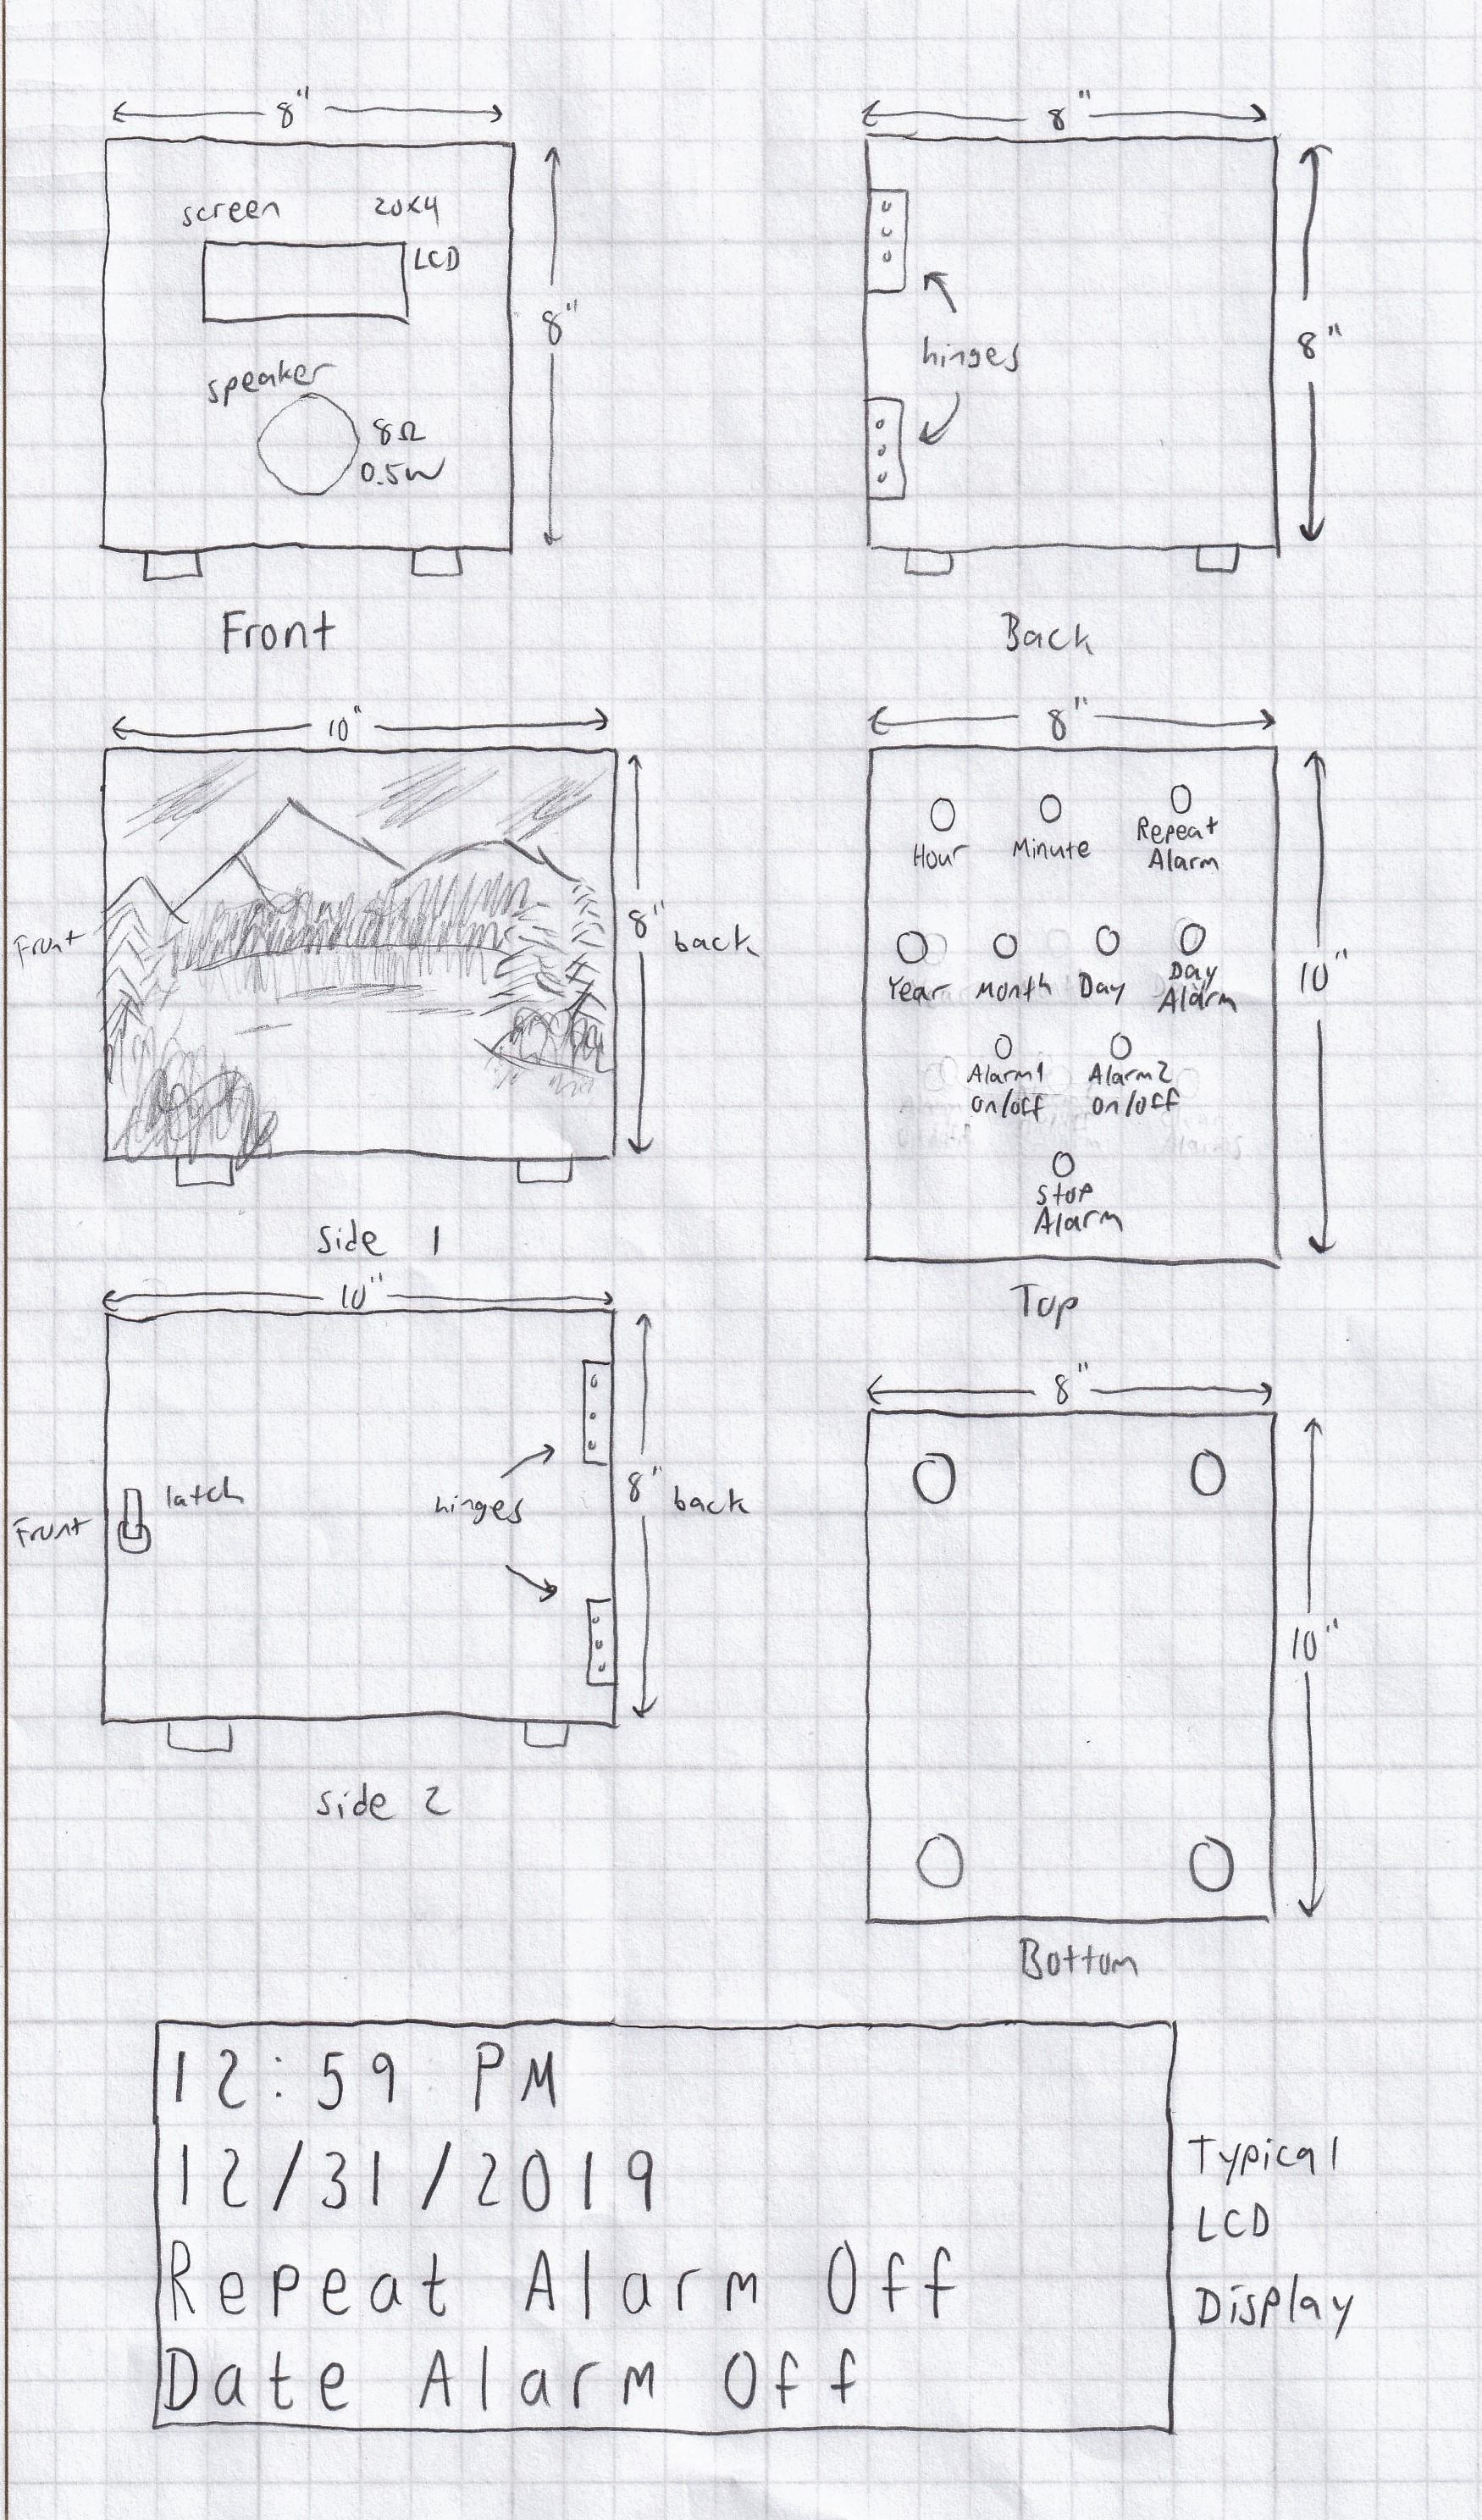 8"
screen 20x4
LCD
8"
speaker
8Ω
0.5W
Front
8"
hinges
8"
Back
10"
Front
8" back
Side 1
8"
Hour Minute Repeat
Alarm
Year Month Day Day
Alarm
10"
Alarm1 Alarm2
on/off on/off
Stop
Alarm
Top
10"
latch
hinges
8" back
Front
Side 2
8"
10"
Bottom
12:59 PM
12/31/2019
Repeat Alarm Off
Date Alarm Off
Typical
LCD
Display